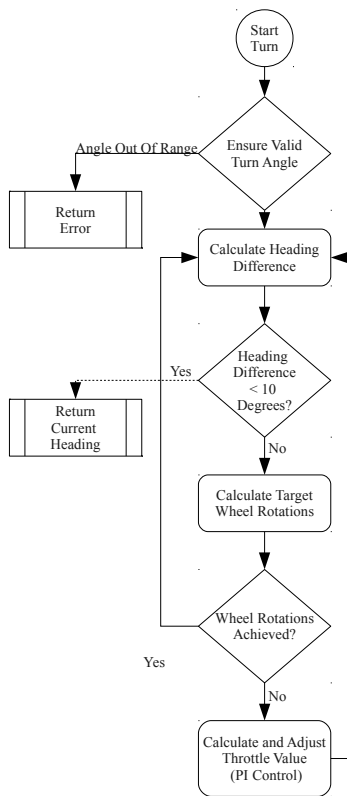 Start
Turn
Angle Out Of Range
Ensure Valid
Turn Angle
Return
Error
Calculate Heading
Difference
Heading
Difference
< 10
Degrees?
Yes
Return
Current
Heading
No
Calculate Target
Wheel Rotations
Wheel Rotations
Achieved?
Yes
No
Calculate and Adjust
Throttle Value
(PI Control)